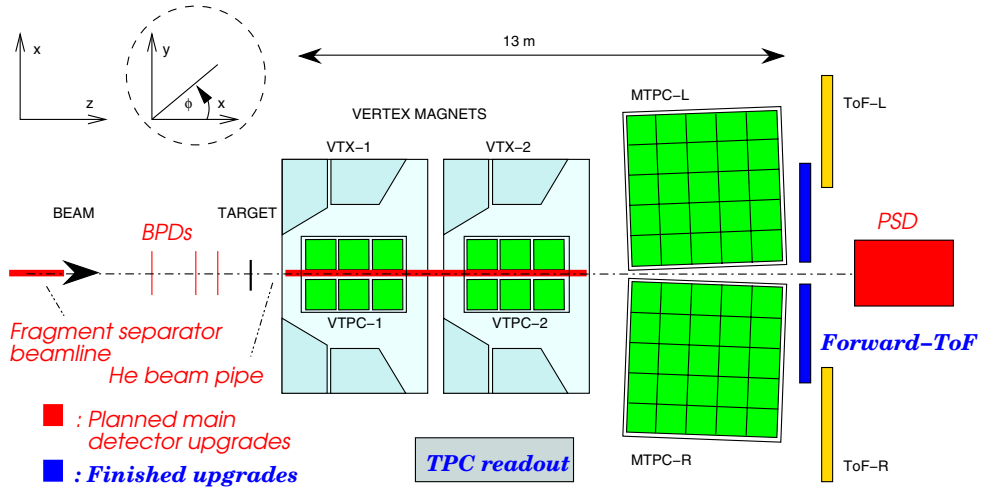 13 m
x
y
z
ϕ
x
MTPC−L
ToF−L
VERTEX MAGNETS
VTX−1
VTX−2
BEAM
TARGET
BPDs
PSD
Fragment separator
beamline
VTPC−1
VTPC−2
Forward−ToF
He beam pipe
: Planned main
detector upgrades
: Finished upgrades
TPC readout
MTPC−R
ToF−R